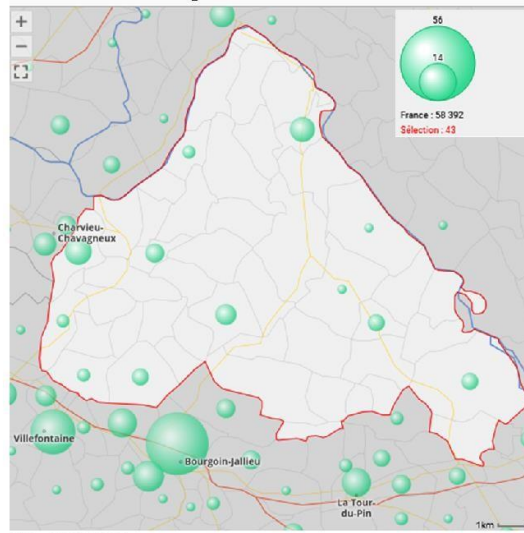 +
−
56
14
France : 58 392
Sélection : 43
Charvieu-
Chavagneux
Villefontaine
Bourgoin-Jallieu
La Tour-
du-Pin
1km